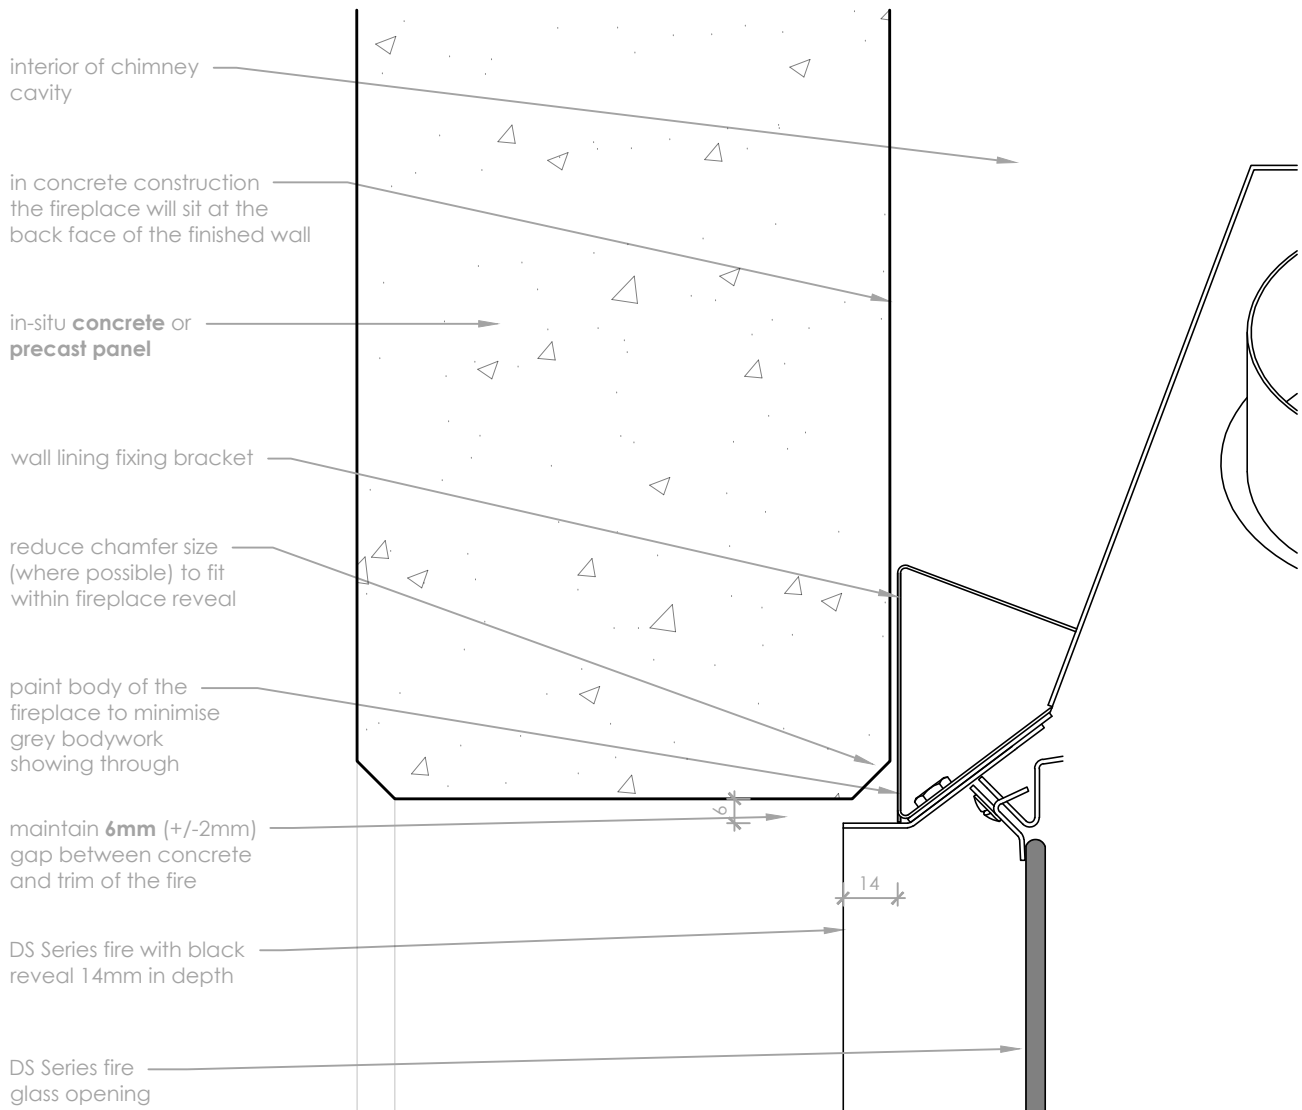 interior of chimney
cavity
in concrete construction
the fireplace will sit at the
back face of the finished wall
in-situ concrete or
precast panel
wall lining fixing bracket
reduce chamfer size
(where possible) to fit
within fireplace reveal
paint body of the
fireplace to minimise
grey bodywork
showing through
maintain 6mm (+/-2mm)
gap between concrete
and trim of the fire
6
14
DS Series fire with black
reveal 14mm in depth
DS Series fire
glass opening